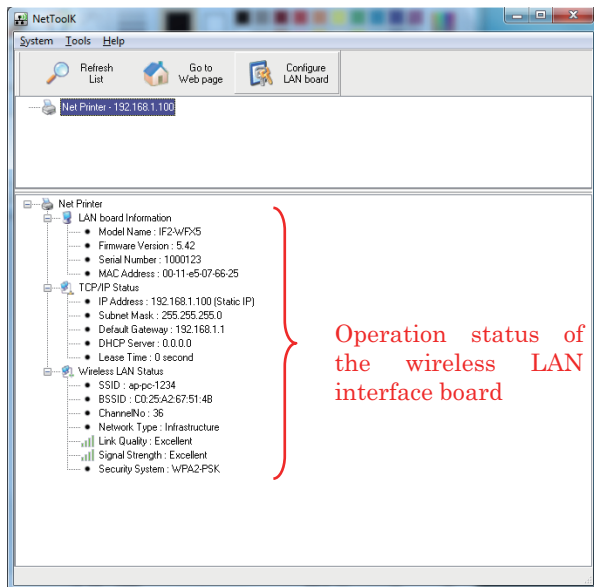 NetToolK
System Tools Help
Refresh
List
Go to
Web page
Configure
LAN board
Net Printer - 192.168.1.100
Net Printer
LAN board Information
Model Name : IF2-WFX5
Firmware Version : 5.42
Serial Number : 1000123
MAC Address : 00-11-e5-07-66-25
TCP/IP Status
IP Address : 192.168.1.100 (Static IP)
Subnet Mask : 255.255.255.0
Default Gateway : 192.168.1.1
DHCP Server : 0.0.0.0
Lease Time : 0 second
Wireless LAN Status
SSID : ap-pc-1234
BSSID : C0:25:A2:67:51:4B
ChannelNo : 36
Network Type : Infrastructure
Link Quality : Excellent
Signal Strength : Excellent
Security System : WPA2-PSK
Operation status of
the wireless LAN
interface board